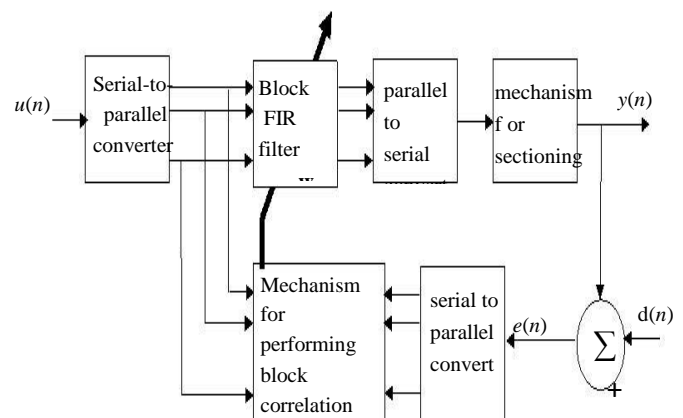 Serial-to-
parallel
converter
u(n)
Block
FIR
filter
parallel
to
serial
mechanism
f or
sectioning
y(n)
Mechanism
for
performing
block
correlation
serial to
parallel
convert
e(n)
Σ
+
d(n)